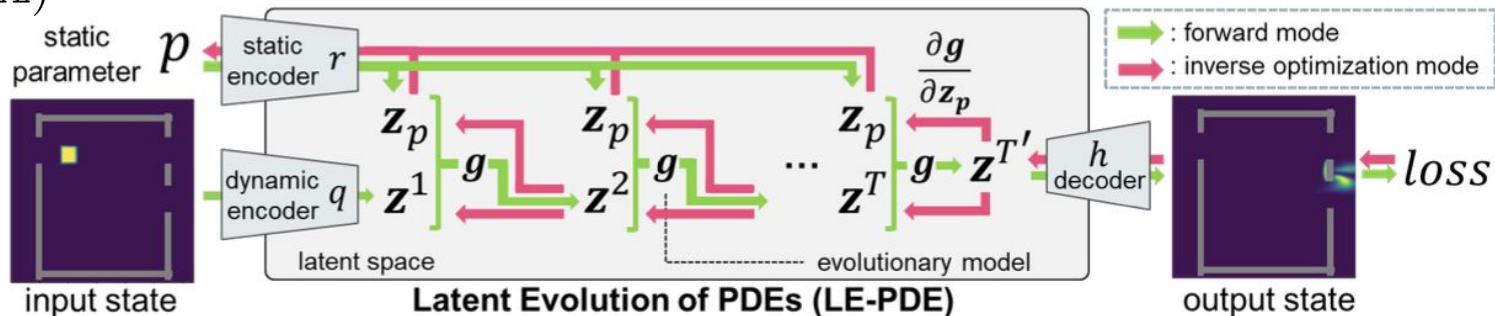 static
parameter p
static
encoder r
∂g
∂z_p
: forward mode
: inverse optimization mode
z_p z_p z_p
dynamic
encoder q
z^1 g z^2 g ... z^T g z^{T'}
h
decoder
loss
latent space
evolutionary model
input state
Latent Evolution of PDEs (LE-PDE)
output state